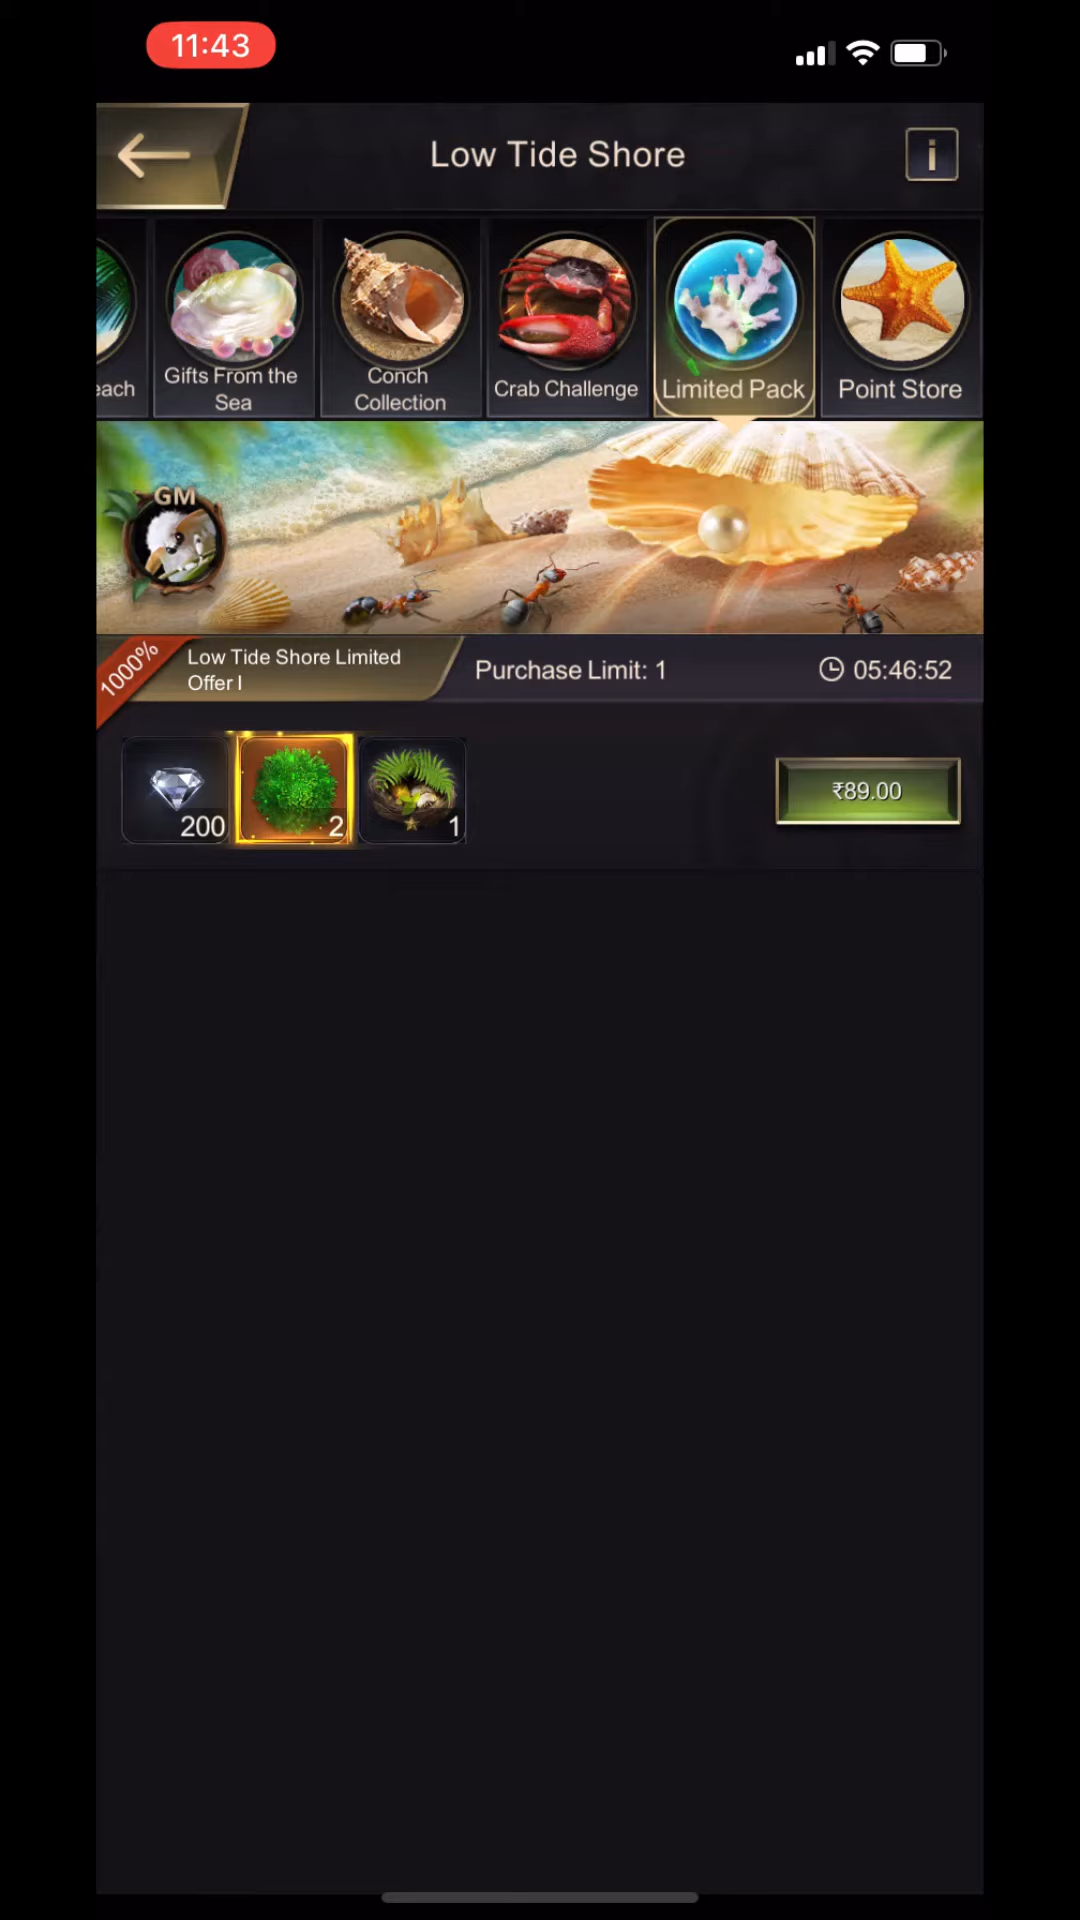 11:43
Low Tide Shore
i
each
Gifts From the
Sea
Conch
Collection
Crab Challenge
Limited Pack
Point Store
GM
1000%
Low Tide Shore Limited
Offer I
Purchase Limit: 1
05:46:52
200
2
1
₹89.00